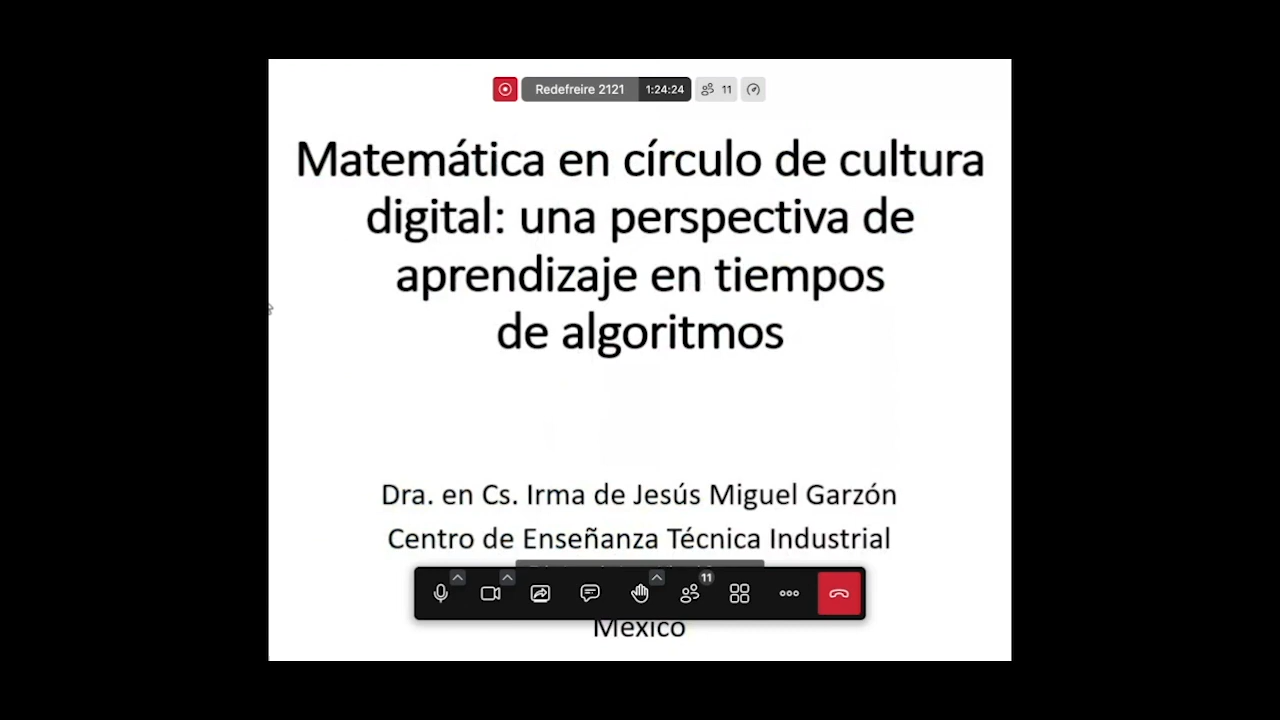 Redefreire 2121 1:24:24 11
Matemática en círculo de cultura
digital: una perspectiva de
aprendizaje en tiempos
de algoritmos
Dra. en Cs. Irma de Jesús Miguel Garzón
Centro de Enseñanza Técnica Industrial
11
México